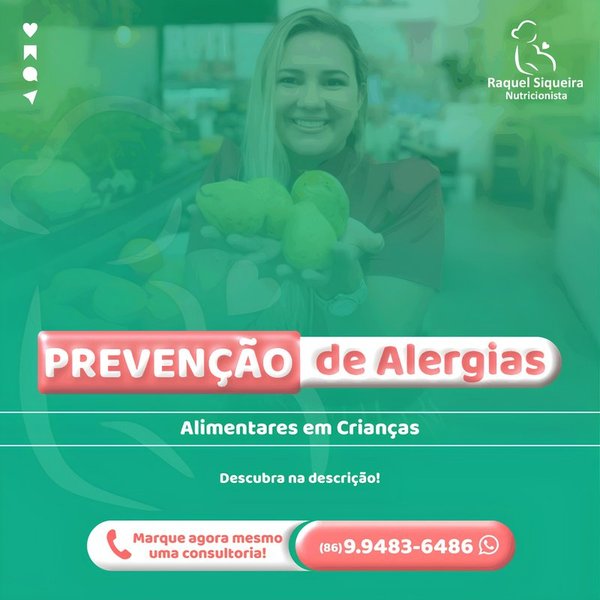 Raquel Siqueira
Nutricionista
PREVENÇÃO de Alergias
Alimentares em Crianças
Descubra na descrição!
Marque agora mesmo
uma consultoria!
(86)9.9483-6486